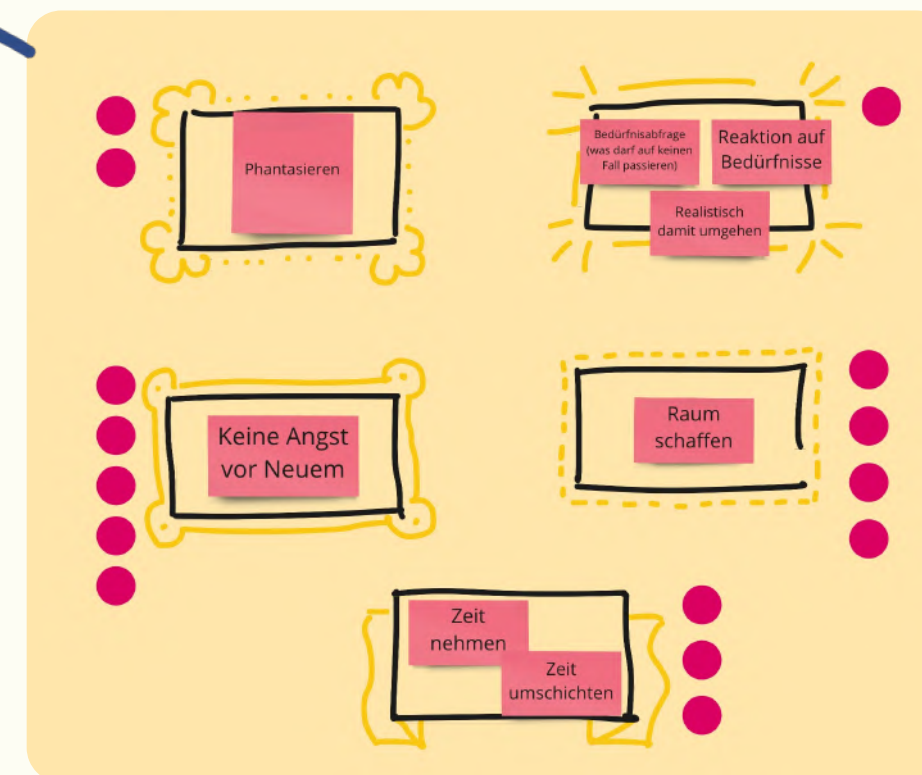 Phantasieren
Bedürfnisabfrage
(was darf auf keinen
Fall passieren)
Reaktion auf
Bedürfnisse
Realistisch
damit umgehen
Keine Angst
vor Neuem
Raum
schaffen
Zeit
nehmen
Zeit
umschichten